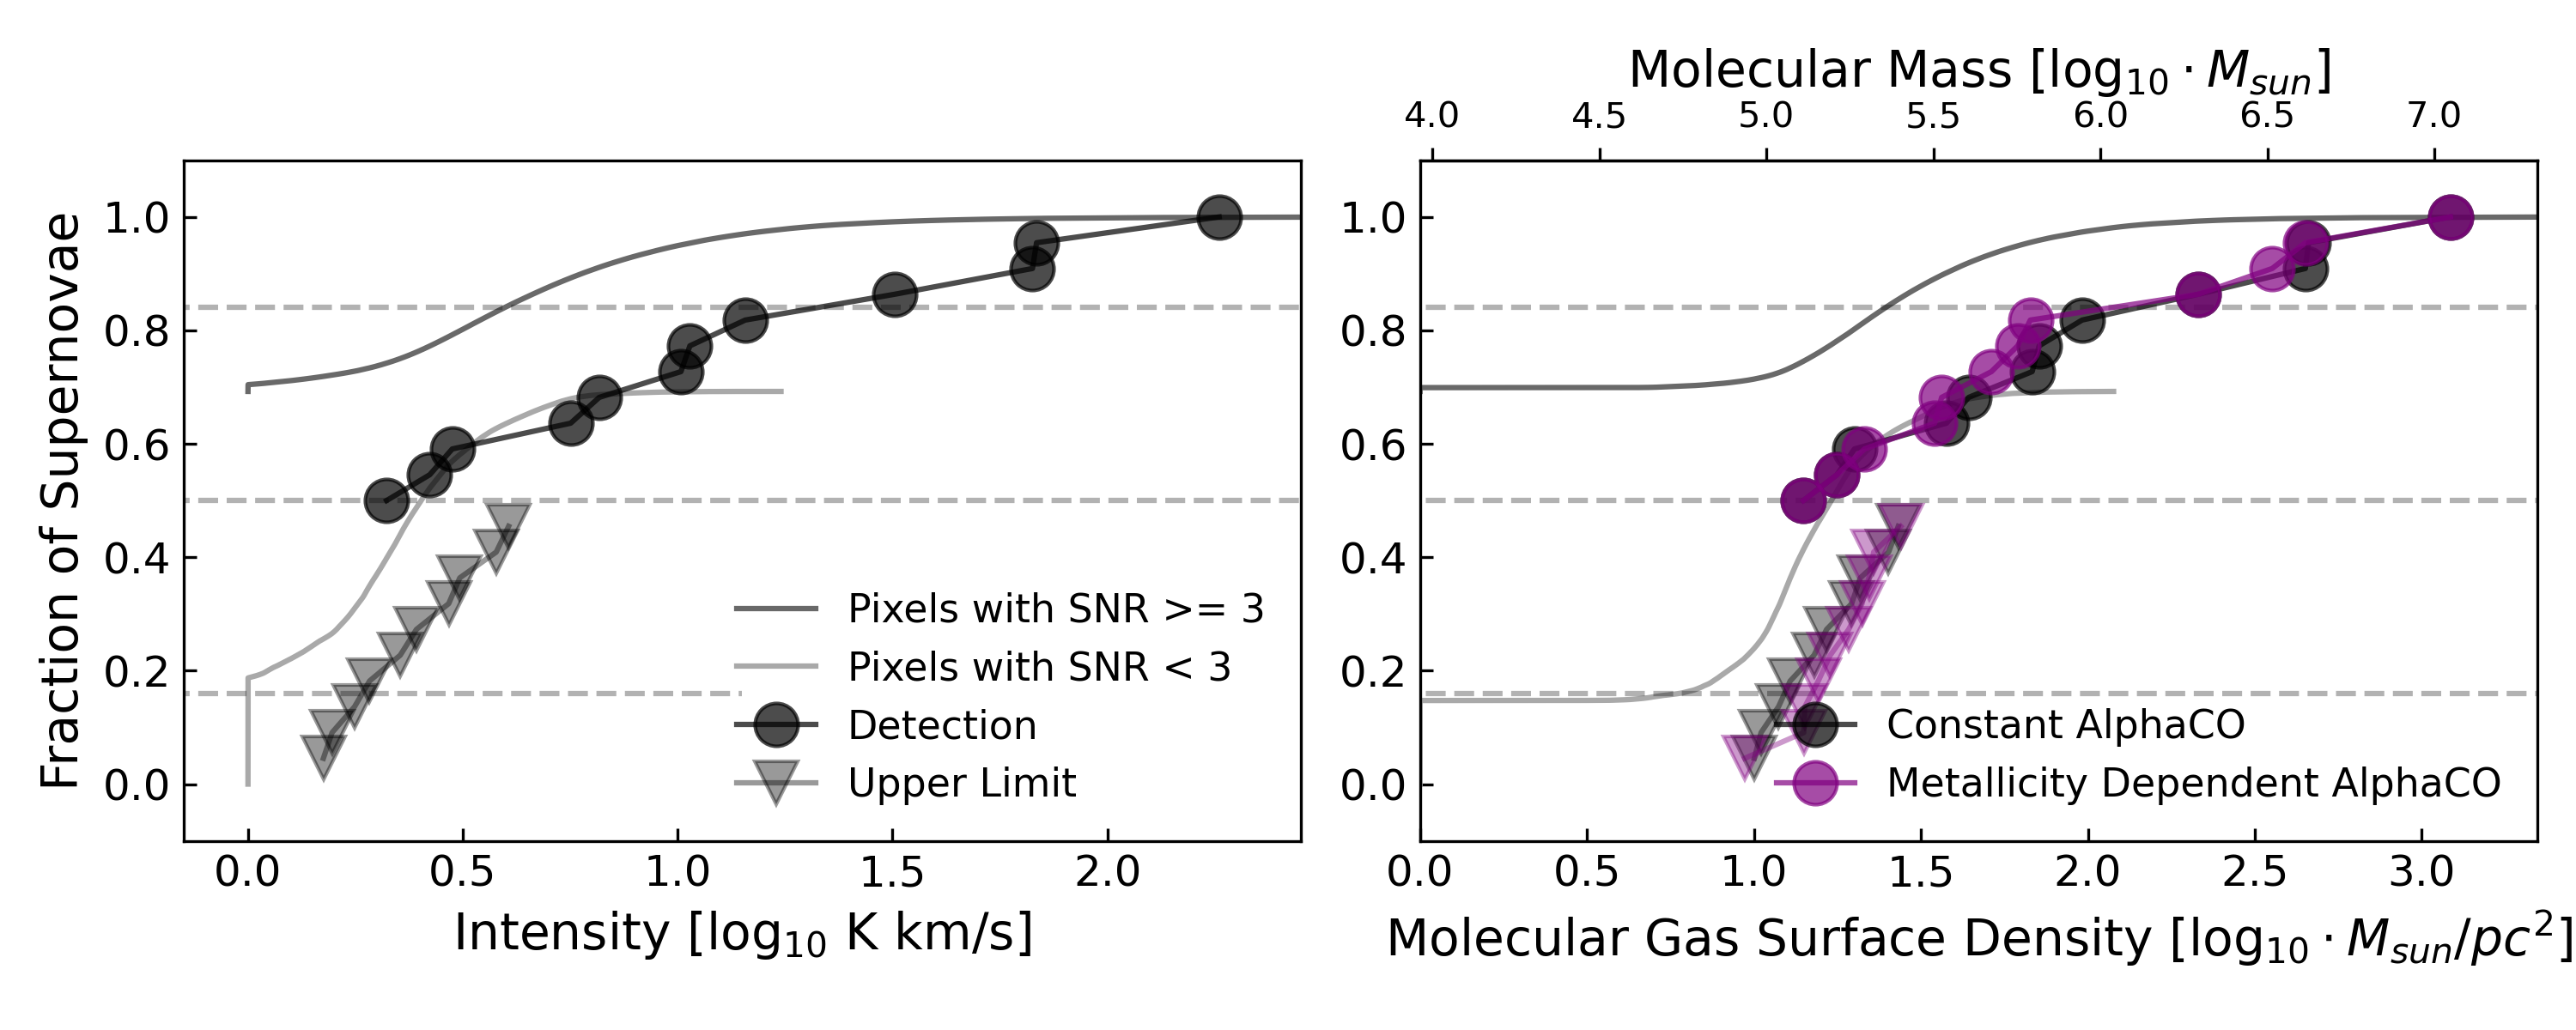 Molecular Mass [log₁₀ · M_sun]
4.0 4.5 5.0 5.5 6.0 6.5 7.0
Fraction of Supernovae
1.0
0.8
0.6
0.4
0.2
0.0
Pixels with SNR >= 3
Pixels with SNR < 3
Detection
Upper Limit
0.0 0.5 1.0 1.5 2.0
Intensity [log₁₀ K km/s]
1.0
0.8
0.6
0.4
0.2
0.0
Constant AlphaCO
Metallicity Dependent AlphaCO
0.0 0.5 1.0 1.5 2.0 2.5 3.0
Molecular Gas Surface Density [log₁₀ · M_sun/pc²]